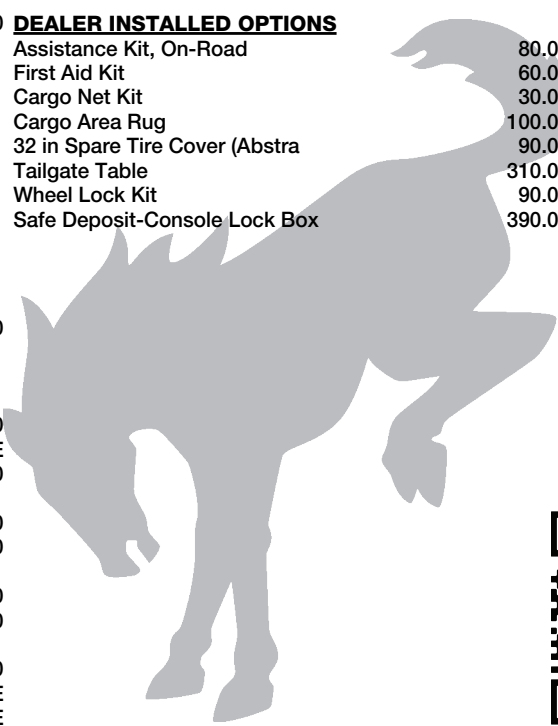 DEALER INSTALLED OPTIONS
Assistance Kit, On-Road 80.0
First Aid Kit 60.0
Cargo Net Kit 30.0
Cargo Area Rug 100.0
32 in Spare Tire Cover (Abstra 90.0
Tailgate Table 310.0
Wheel Lock Kit 90.0
Safe Deposit-Console Lock Box 390.0